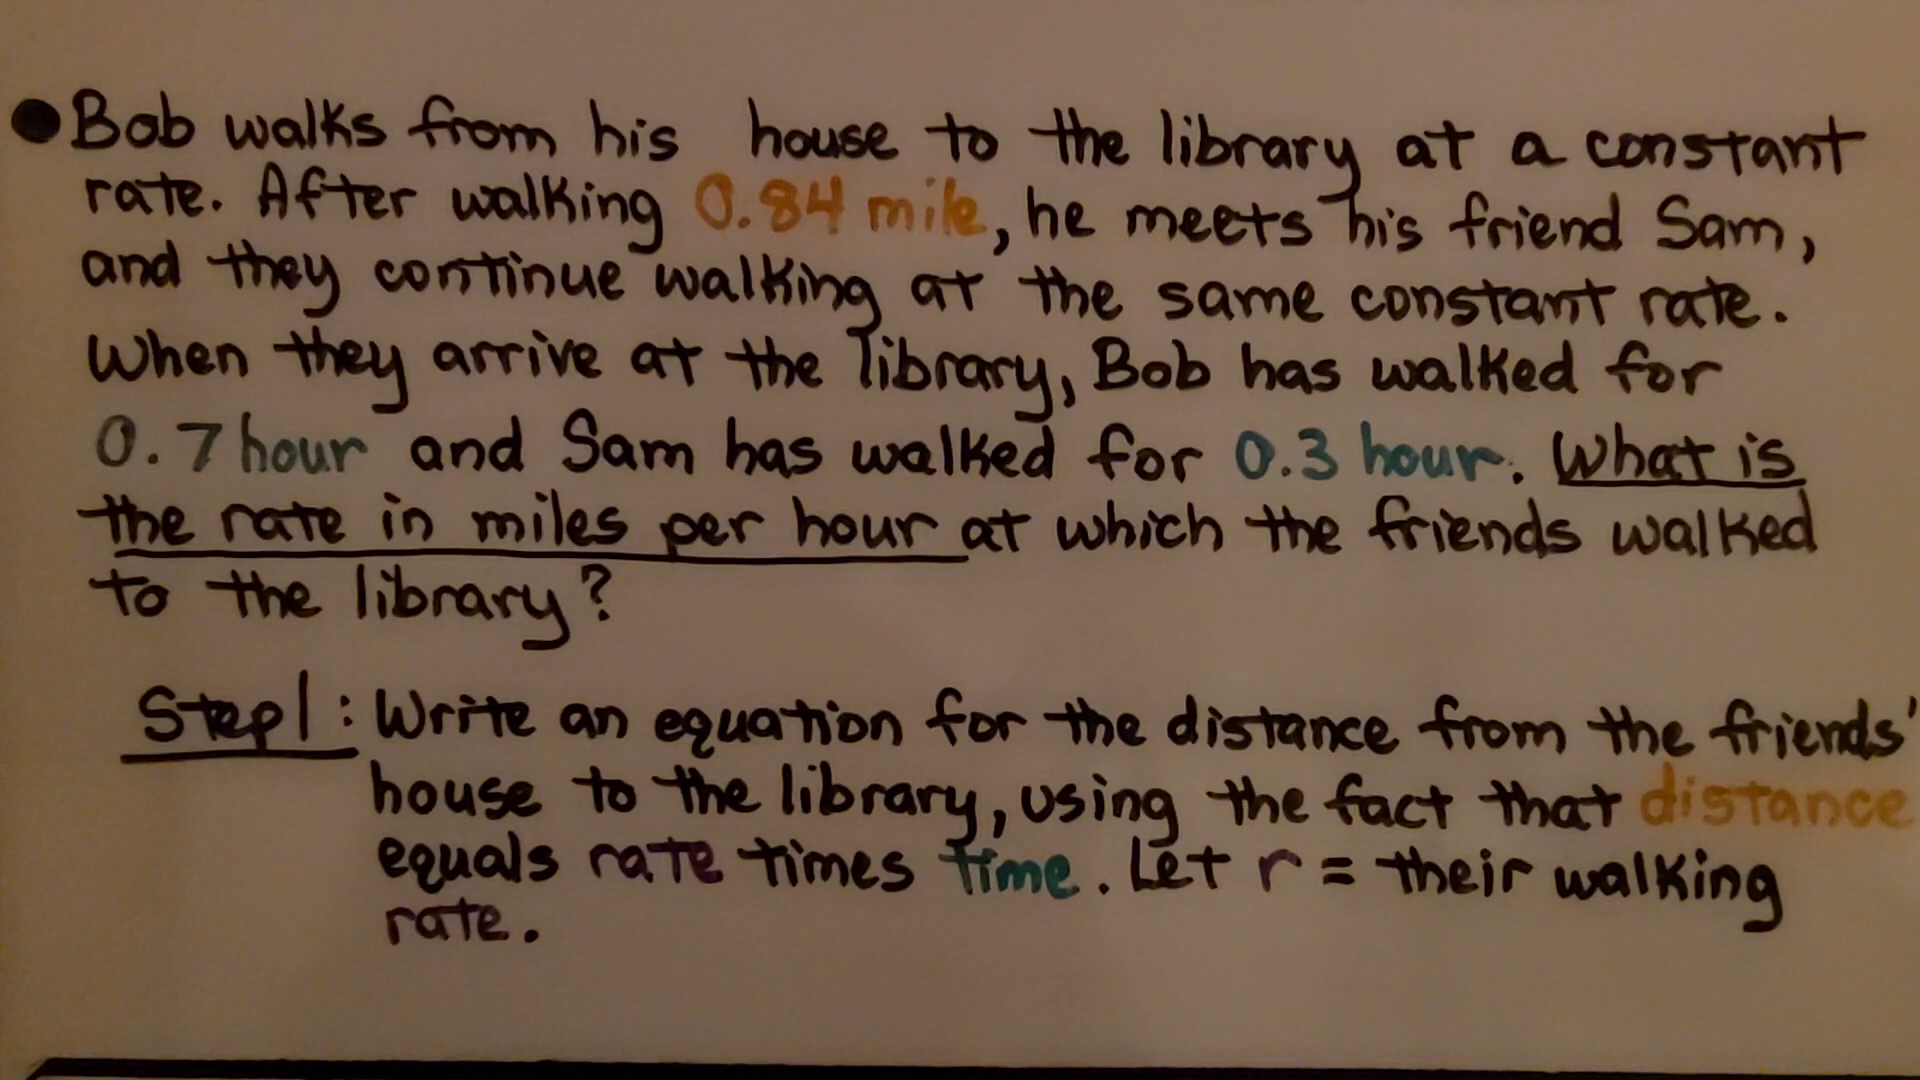 ● Bob walks from his house to the library at a constant
rate. After walking 0.84 mile, he meets his friend Sam,
and they continue walking at the same constant rate.
When they arrive at the library, Bob has walked for
0.7 hour and Sam has walked for 0.3 hour. What is
the rate in miles per hour at which the friends walked
to the library?
Step 1: Write an equation for the distance from the friends'
house to the library, using the fact that distance
equals rate times time. Let r = their walking
rate.